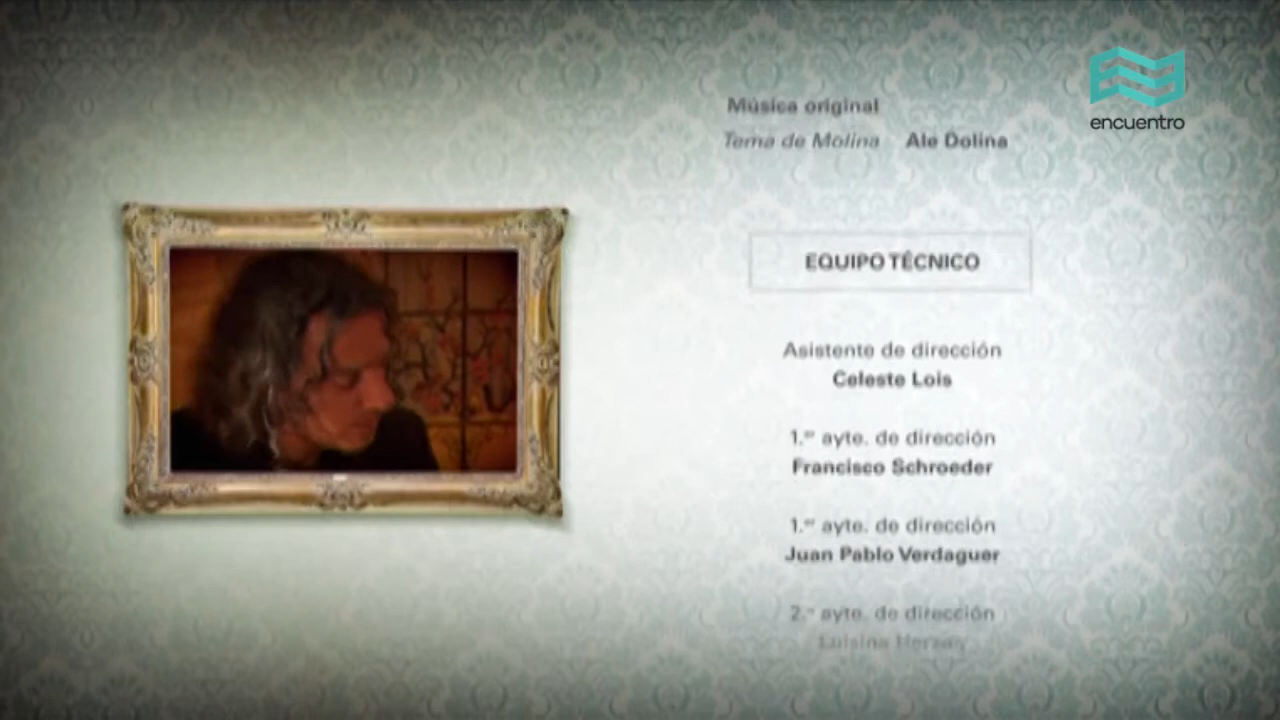 encuentro
Música original
Tema de Molina Ale Dolina
EQUIPO TÉCNICO
Asistente de dirección
Celeste Lois
1.er ayte. de dirección
Francisco Schroeder
1.er ayte. de dirección
Juan Pablo Verdaguer
2.º ayte. de dirección